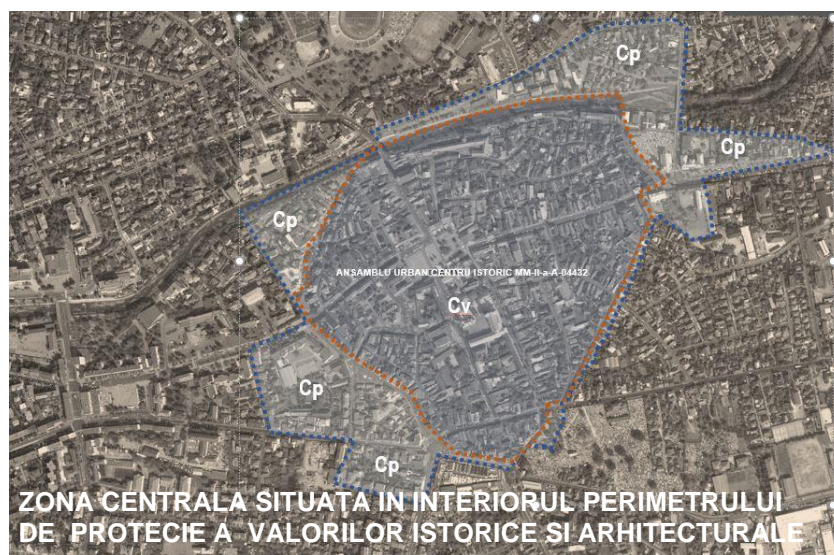 Cp
Cp
Cp
ANSAMBLU URBAN CENTRU ISTORIC MM-II-a-A-04432
Cv
Cp
Cp
ZONA CENTRALA SITUATA IN INTERIORUL PERIMETRULUI
DE PROTECIE A VALORILOR ISTORICE SI ARHITECTURALE